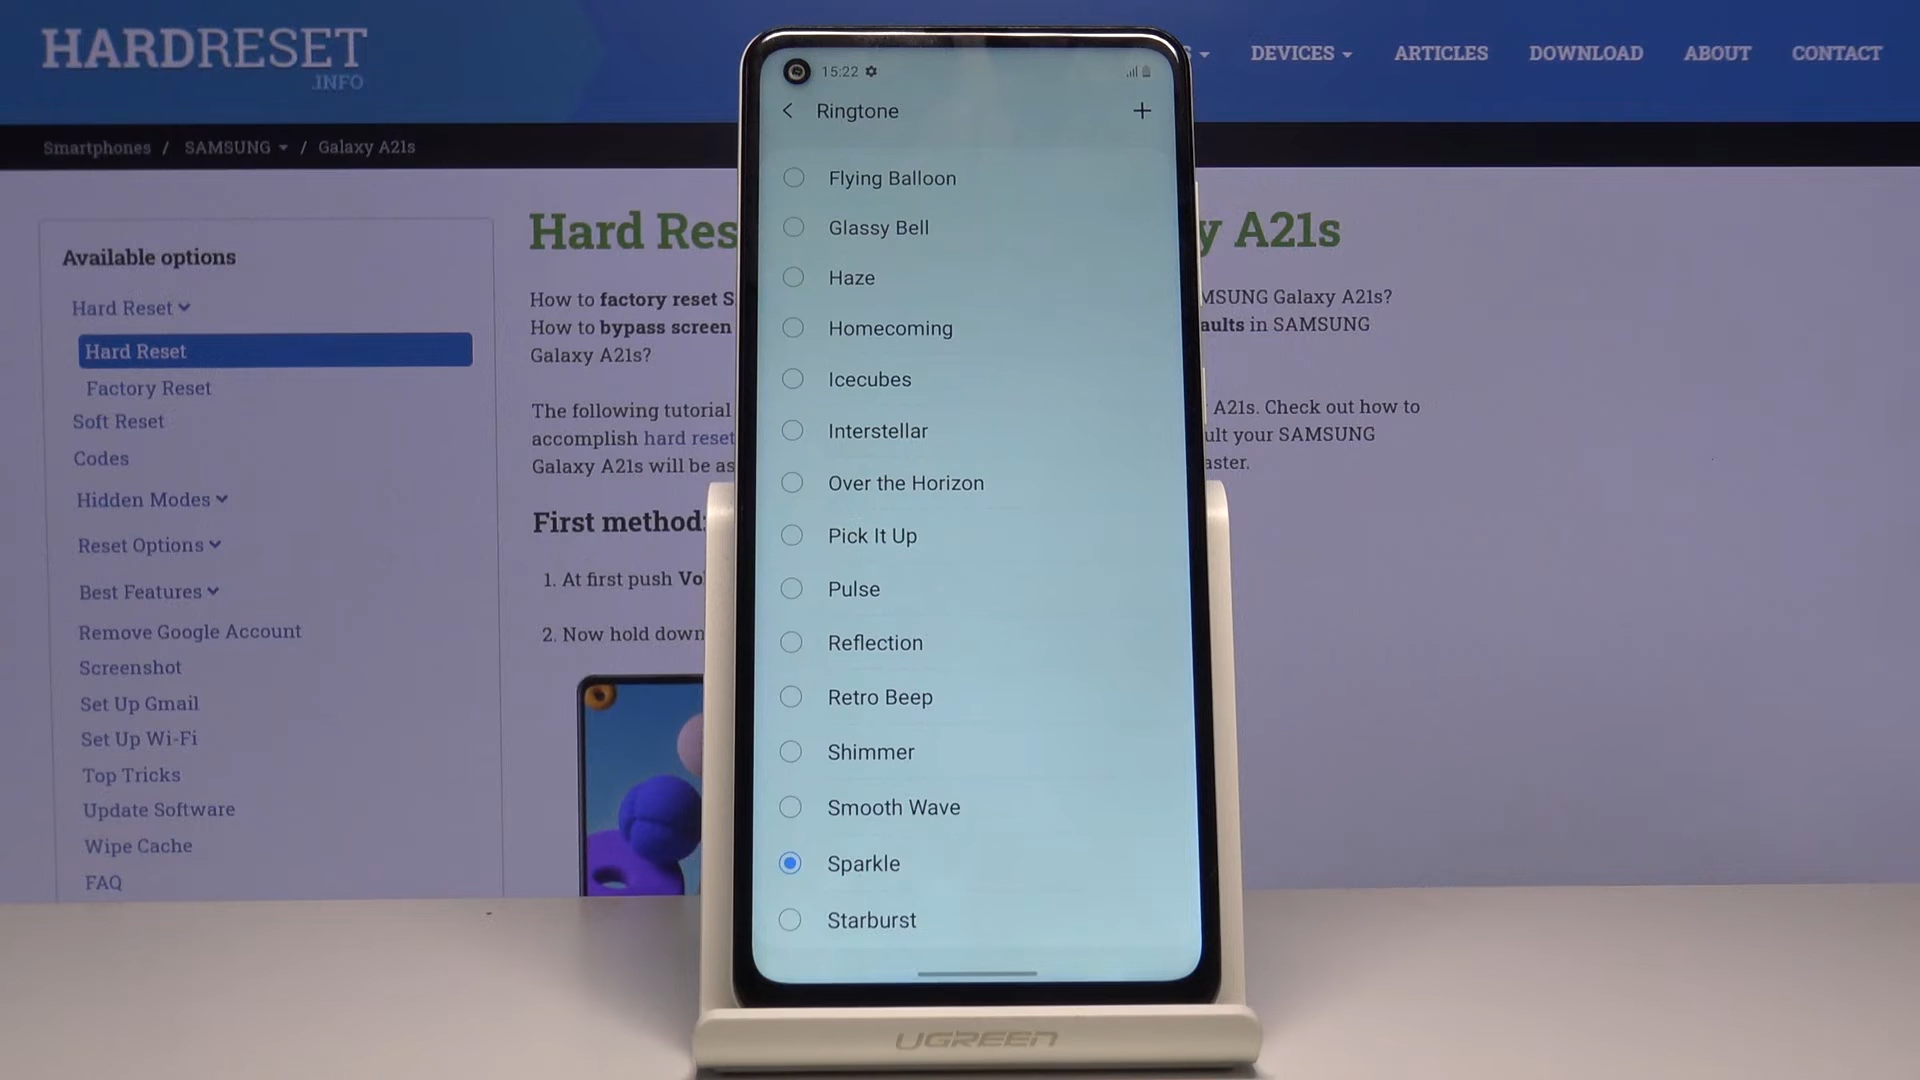 HARDRESET
.INFO
DEVICES
ARTICLES
DOWNLOAD
ABOUT
CONTACT
Smartphones / SAMSUNG / Galaxy A21s
Available options
Hard Reset
Hard Reset
Factory Reset
Soft Reset
Codes
Hidden Modes
Reset Options
Best Features
Remove Google Account
Screenshot
Set Up Gmail
Set Up Wi-Fi
Top Tricks
Update Software
Wipe Cache
FAQ
Hard Res
y A21s
How to factory reset S
MSUNG Galaxy A21s?
How to bypass screen
aults in SAMSUNG
Galaxy A21s?
The following tutorial
A21s. Check out how to
accomplish hard reset
ult your SAMSUNG
Galaxy A21s will be as
aster.
First method:
1. At first push Vo
2. Now hold down
15:22
Ringtone
Flying Balloon
Glassy Bell
Haze
Homecoming
Icecubes
Interstellar
Over the Horizon
Pick It Up
Pulse
Reflection
Retro Beep
Shimmer
Smooth Wave
Sparkle
Starburst
UGREEN